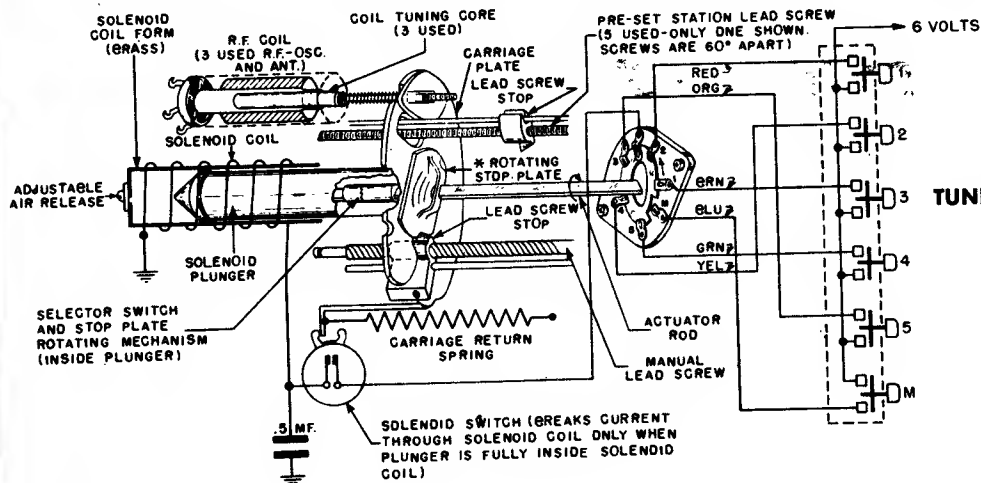 SOLENOID
COIL FORM
(BRASS)
COIL TUNING CORE
(3 USED)
R.F. COIL
(3 USED R.F.-OSC.
AND ANT.)
CARRIAGE
PLATE
LEAD SCREW
STOP
PRE-SET STATION LEAD SCREW
(5 USED-ONLY ONE SHOWN.
SCREWS ARE 60° APART)
6 VOLTS
RED
ORG
1
2
SOLENOID COIL
* ROTATING
STOP PLATE
ADJUSTABLE
AIR RELEASE
BRN
3
TUNI
LEAD SCREW
STOP
BLU
SOLENOID
PLUNGER
GRN
4
YEL
SELECTOR SWITCH
AND STOP PLATE
ROTATING MECHANISM
(INSIDE PLUNGER)
CARRIAGE RETURN
SPRING
ACTUATOR
ROD
5
MANUAL
LEAD SCREW
M
.5 MF.
SOLENOID SWITCH (BREAKS CURRENT
THROUGH SOLENOID COIL ONLY WHEN
PLUNGER IS FULLY INSIDE SOLENOID
COIL)